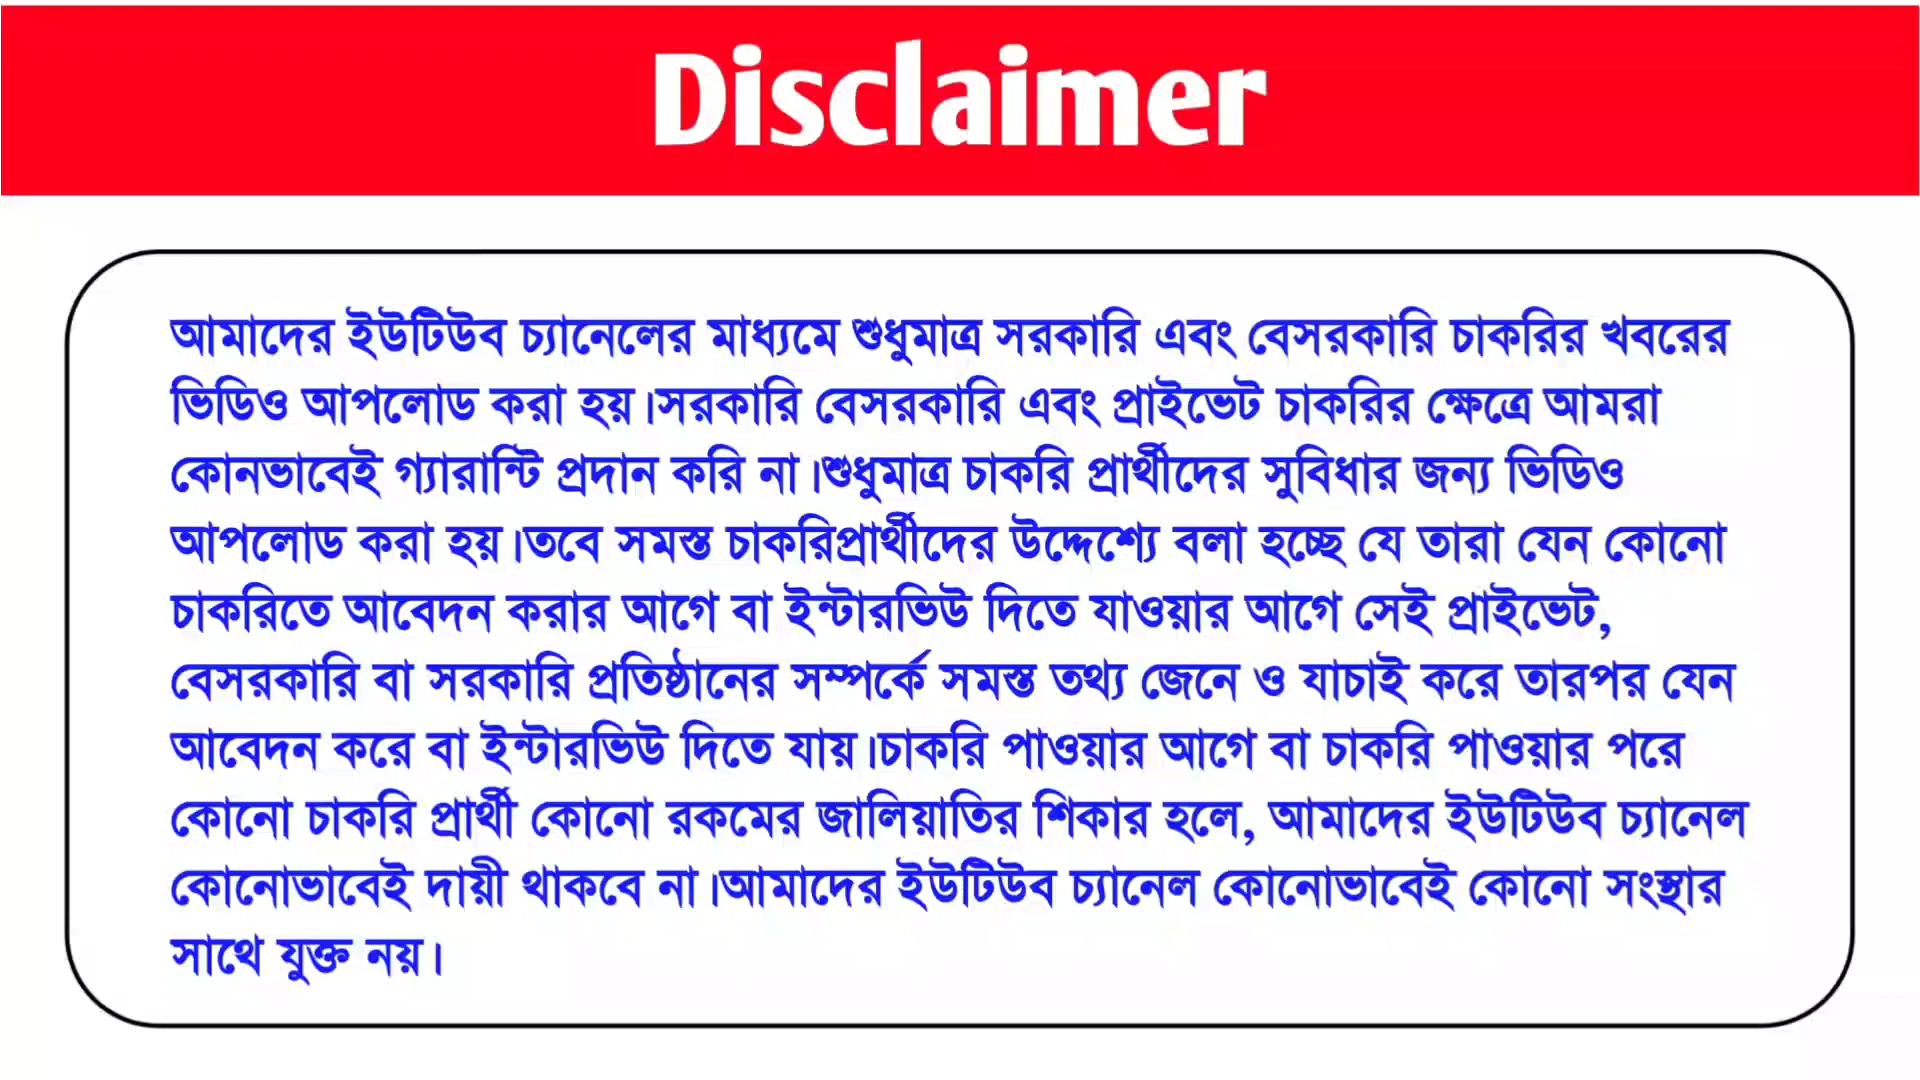 Disclaimer
আমাদের ইউটিউব চ্যানেলের মাধ্যমে শুধুমাত্র সরকারি এবং বেসরকারি চাকরির খবরের
ভিডিও আপলোড করা হয়।সরকারি বেসরকারি এবং প্রাইভেট চাকরির ক্ষেত্রে আমরা
কোনভাবেই গ্যারান্টি প্রদান করি না।শুধুমাত্র চাকরি প্রার্থীদের সুবিধার জন্য ভিডিও
আপলোড করা হয়।তবে সমস্ত চাকরিপ্রার্থীদের উদ্দেশ্যে বলা হচ্ছে যে তারা যেন কোনো
চাকরিতে আবেদন করার আগে বা ইন্টারভিউ দিতে যাওয়ার আগে সেই প্রাইভেট,
বেসরকারি বা সরকারি প্রতিষ্ঠানের সম্পর্কে সমস্ত তথ্য জেনে ও যাচাই করে তারপর যেন
আবেদন করে বা ইন্টারভিউ দিতে যায়।চাকরি পাওয়ার আগে বা চাকরি পাওয়ার পরে
কোনো চাকরি প্রার্থী কোনো রকমের জালিয়াতির শিকার হলে, আমাদের ইউটিউব চ্যানেল
কোনোভাবেই দায়ী থাকবে না।আমাদের ইউটিউব চ্যানেল কোনোভাবেই কোনো সংস্থার
সাথে যুক্ত নয়।